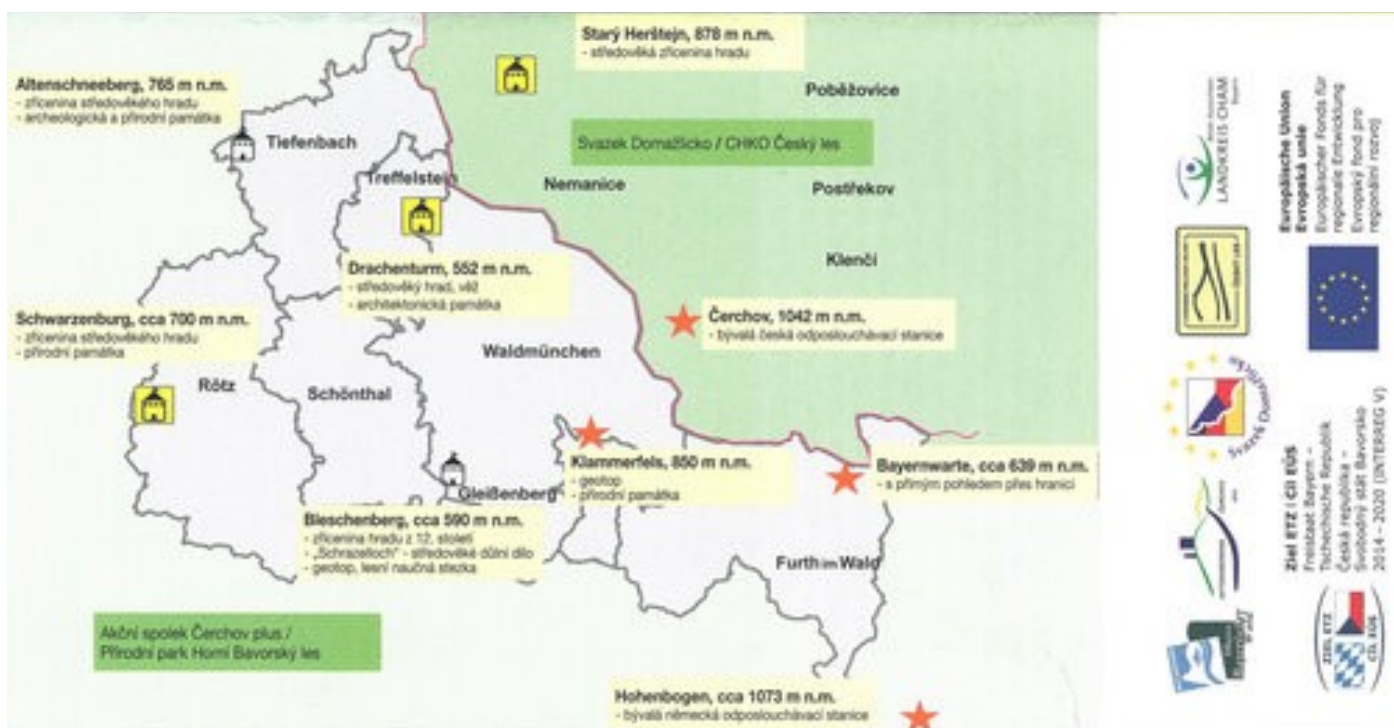 Starý Herštejn, 878 m n.m.
- středověká zřícenina hradu
Altenschneeberg, 765 m n.m.
- zřícenina středověkého hradu
- archeologická a přírodní památka
Poběžovice
Tiefenbach
Svazek Domažlicko / CHKO Český les
Treffelstein
Nemanice
Postřekov
Klenčí
Drachenturm, 552 m n.m.
- středověký hrad, věž
- architektonická památka
Schwarzenburg, cca 700 m n.m.
- zřícenina středověkého hradu
- přírodní památka
Čerchov, 1042 m n.m.
- bývalá česká odposlouchávací stanice
Waldmünchen
Rötz
Schönthal
Klammerfels, 850 m n.m.
- geotop
- přírodní památka
Bayernwarte, cca 639 m n.m.
- s přímým pohledem přes hranici
Gleißenberg
Bleschenberg, cca 590 m n.m.
- zřícenina hradu z 12. století
- „Schrazelloch" - středověké důlní dílo
- geotop, lesní naučná stezka
Furth im Wald
Akční spolek Čerchov plus /
Přírodní park Horní Bavorský les
Hohenbogen, cca 1073 m n.m.
- bývalá německá odposlouchávací stanice
LANDKREIS CHAM
Europäische Union
Evropská unie
Europäischer Fonds für
regionale Entwicklung
Evropský fond pro
regionální rozvoj
Svazek Domažlicko
Ziel ETZ | Cíl EÚS
Freistaat Bayern –
Tschechische Republik
Česká republika –
Svobodný stát Bavorsko
2014 – 2020 (INTERREG V)
ZIEL ETZ
CÍL EÚS